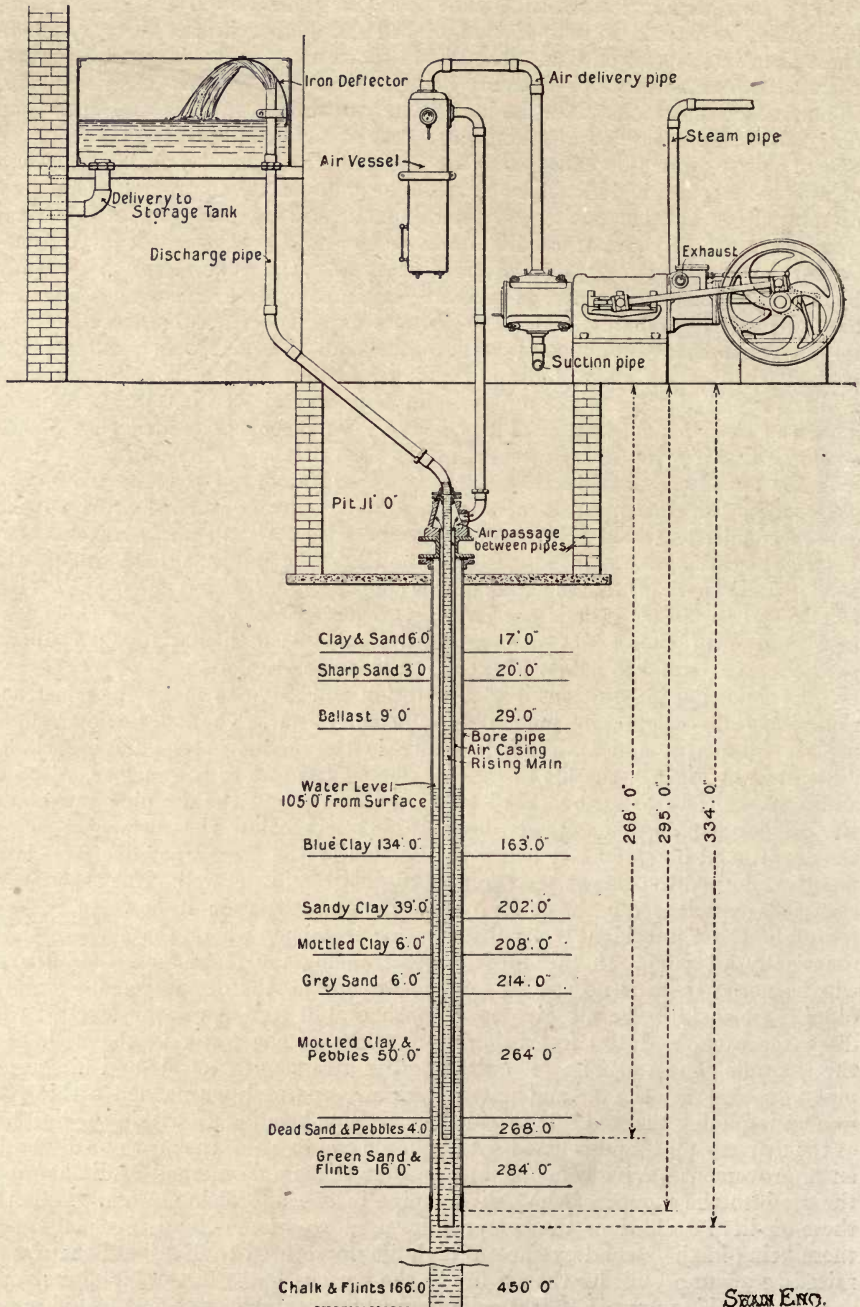 Iron Deflector
Air delivery pipe
Steam pipe
Air Vessel
Delivery to
Storage Tank
Discharge pipe
Exhaust
Suction pipe
Pit 11' 0"
Air passage
between pipes
Clay & Sand 6'.0" 17'.0"
Sharp Sand 3 0 20'.0"
Ballast 9' 0" 29'.0"
Bore pipe
Air Casing
Rising Main
Water Level
105'0" From Surface
268'.0"
295'.0"
334'.0"
Blue Clay 134' 0" 163'.0"
Sandy Clay 39'.0" 202'.0"
Mottled Clay 6'.0" 208'.0"
Grey Sand 6'.0" 214'.0"
Mottled Clay &
Pebbles 50'.0" 264' 0"
Dead Sand & Pebbles 4'.0 268'.0"
Green Sand &
Flints 16'0" 284'.0"
Chalk & Flints 166'.0 450' 0"
SWAIN ENG.